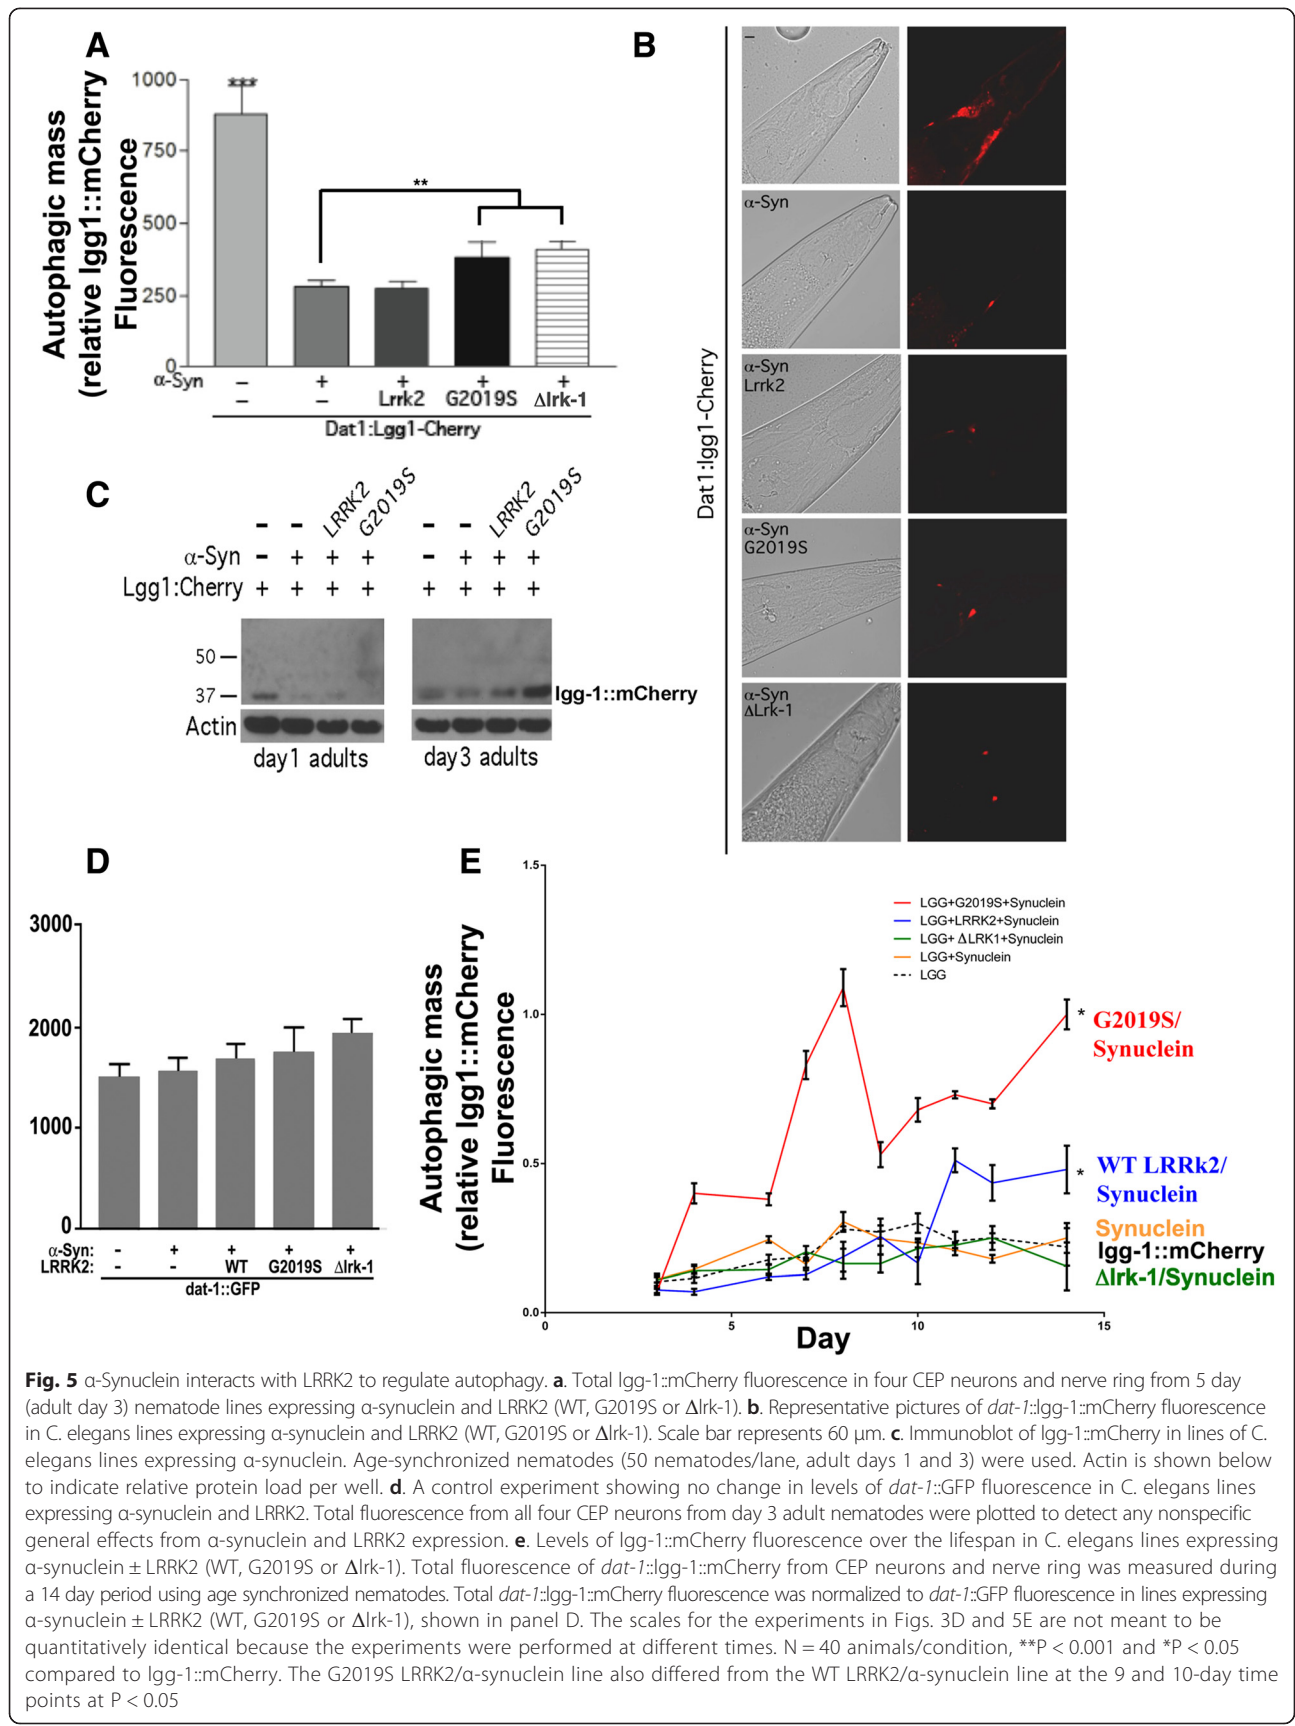 A
Autophagic mass
(relative lgg1::mCherry
Fluorescence
1000
750
500
250
0
***
**
α-Syn
− + + + +
− − Lrrk2 G2019S Δlrk-1
Dat1:Lgg1-Cherry
B
Dat1:lgg1-Cherry
α-Syn
α-Syn
Lrrk2
α-Syn
G2019S
α-Syn
ΔLrk-1
C
- - LRRK2 G2019S - - LRRK2 G2019S
α-Syn - + + + - + + +
Lgg1:Cherry + + + + + + + +
50
37
lgg-1::mCherry
Actin
day1 adults
day3 adults
D
3000
2000
1000
0
α-Syn: - + + + +
LRRK2: - - WT G2019S Δlrk-1
dat-1::GFP
E
Autophagic mass
(relative lgg1::mCherry
Fluorescence
1.5
1.0
0.5
0.0
0 5 10 15
Day
LGG+G2019S+Synuclein
LGG+LRRK2+Synuclein
LGG+ ΔLRK1+Synuclein
LGG+Synuclein
LGG
* G2019S/
Synuclein
* WT LRRk2/
Synuclein
Synuclein
lgg-1::mCherry
Δlrk-1/Synuclein
Fig. 5 α-Synuclein interacts with LRRK2 to regulate autophagy. a. Total lgg-1::mCherry fluorescence in four CEP neurons and nerve ring from 5 day
(adult day 3) nematode lines expressing α-synuclein and LRRK2 (WT, G2019S or Δlrk-1). b. Representative pictures of dat-1::lgg-1::mCherry fluorescence
in C. elegans lines expressing α-synuclein and LRRK2 (WT, G2019S or Δlrk-1). Scale bar represents 60 μm. c. Immunoblot of lgg-1::mCherry in lines of C.
elegans lines expressing α-synuclein. Age-synchronized nematodes (50 nematodes/lane, adult days 1 and 3) were used. Actin is shown below
to indicate relative protein load per well. d. A control experiment showing no change in levels of dat-1::GFP fluorescence in C. elegans lines
expressing α-synuclein and LRRK2. Total fluorescence from all four CEP neurons from day 3 adult nematodes were plotted to detect any nonspecific
general effects from α-synuclein and LRRK2 expression. e. Levels of lgg-1::mCherry fluorescence over the lifespan in C. elegans lines expressing
α-synuclein ± LRRK2 (WT, G2019S or Δlrk-1). Total fluorescence of dat-1::lgg-1::mCherry from CEP neurons and nerve ring was measured during
a 14 day period using age synchronized nematodes. Total dat-1::lgg-1::mCherry fluorescence was normalized to dat-1::GFP fluorescence in lines expressing
α-synuclein ± LRRK2 (WT, G2019S or Δlrk-1), shown in panel D. The scales for the experiments in Figs. 3D and 5E are not meant to be
quantitatively identical because the experiments were performed at different times. N = 40 animals/condition, **P < 0.001 and *P < 0.05
compared to lgg-1::mCherry. The G2019S LRRK2/α-synuclein line also differed from the WT LRRK2/α-synuclein line at the 9 and 10-day time
points at P < 0.05